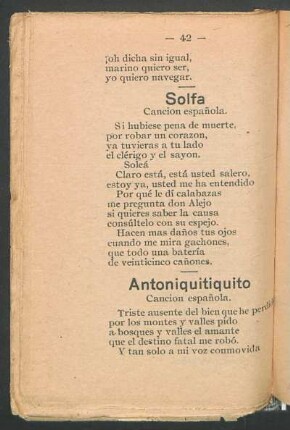 — 42 —
¡oh dicha sin igual,
marino quiero ser,
yo quiero navegar.
Solfa
Cancion española.
Si hubiese pena de muerte,
por robar un corazon,
ya tuvieras a tu lado
el clérigo y el sayon.
Soleá
Claro está, está usted salero,
estoy ya, usted me ha entendido
Por qué le dí calabazas
me pregunta don Alejo
si quieres saber la causa
consúltelo con su espejo.
Hacen mas daños tus ojos
cuando me mira gachones,
que todo una batería
de veinticinco cañones.
Antoniquitiquito
Cancion española.
Triste ausente del bien que he perdido
por los montes y valles pido
a bosques y valles el amante
que el destino fatal me robó.
Y tan solo a mi voz conmovida